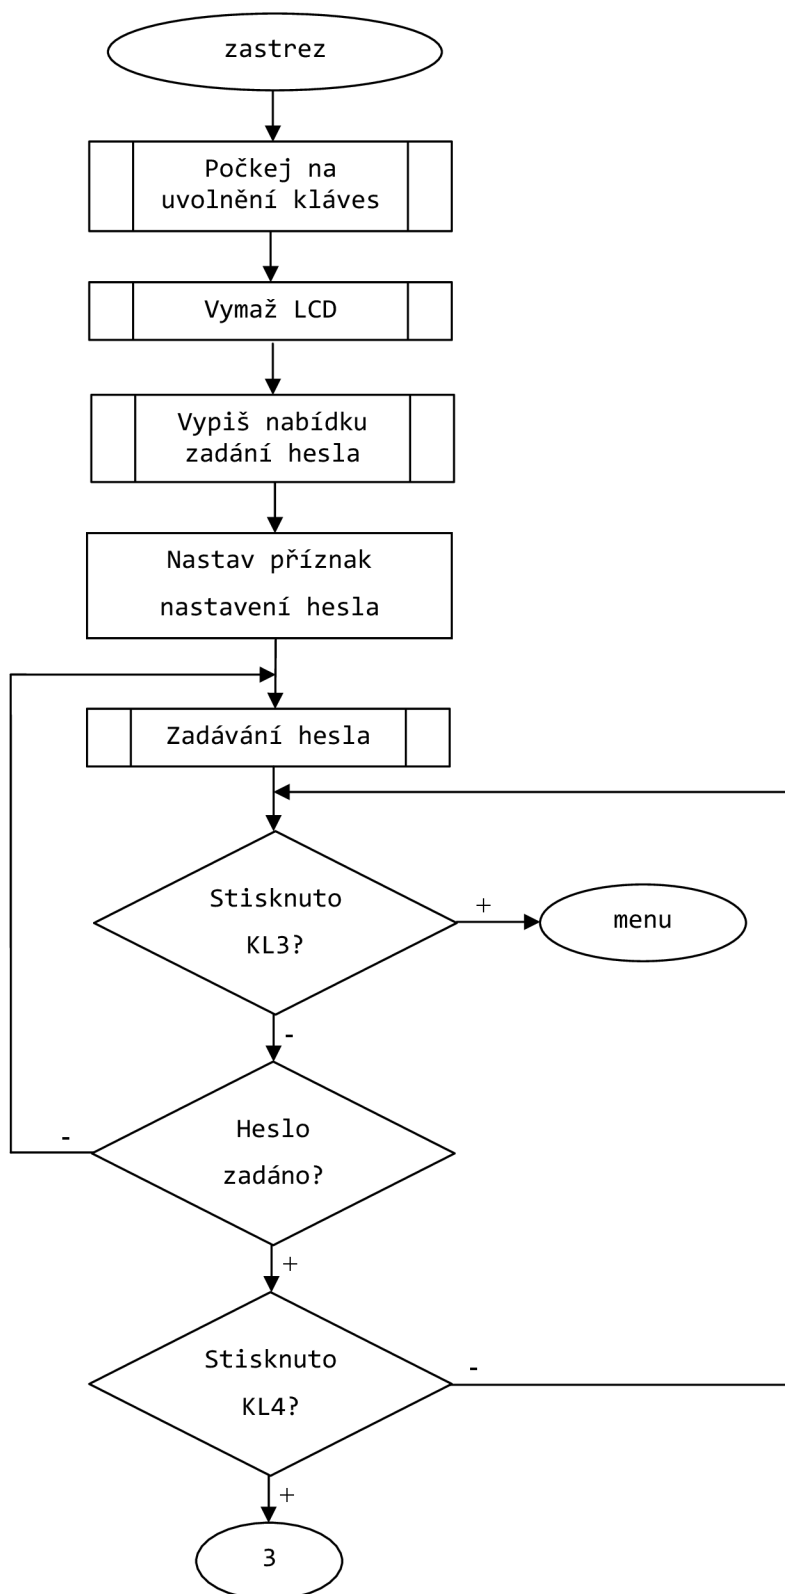 zastrez
Počkej na
uvolnění kláves
Vymaž LCD
Vypiš nabídku
zadání hesla
Nastav příznak
nastavení hesla
Zadávání hesla
Stisknuto
KL3?
+
menu
-
Heslo
zadáno?
-
+
Stisknuto
KL4?
-
+
3